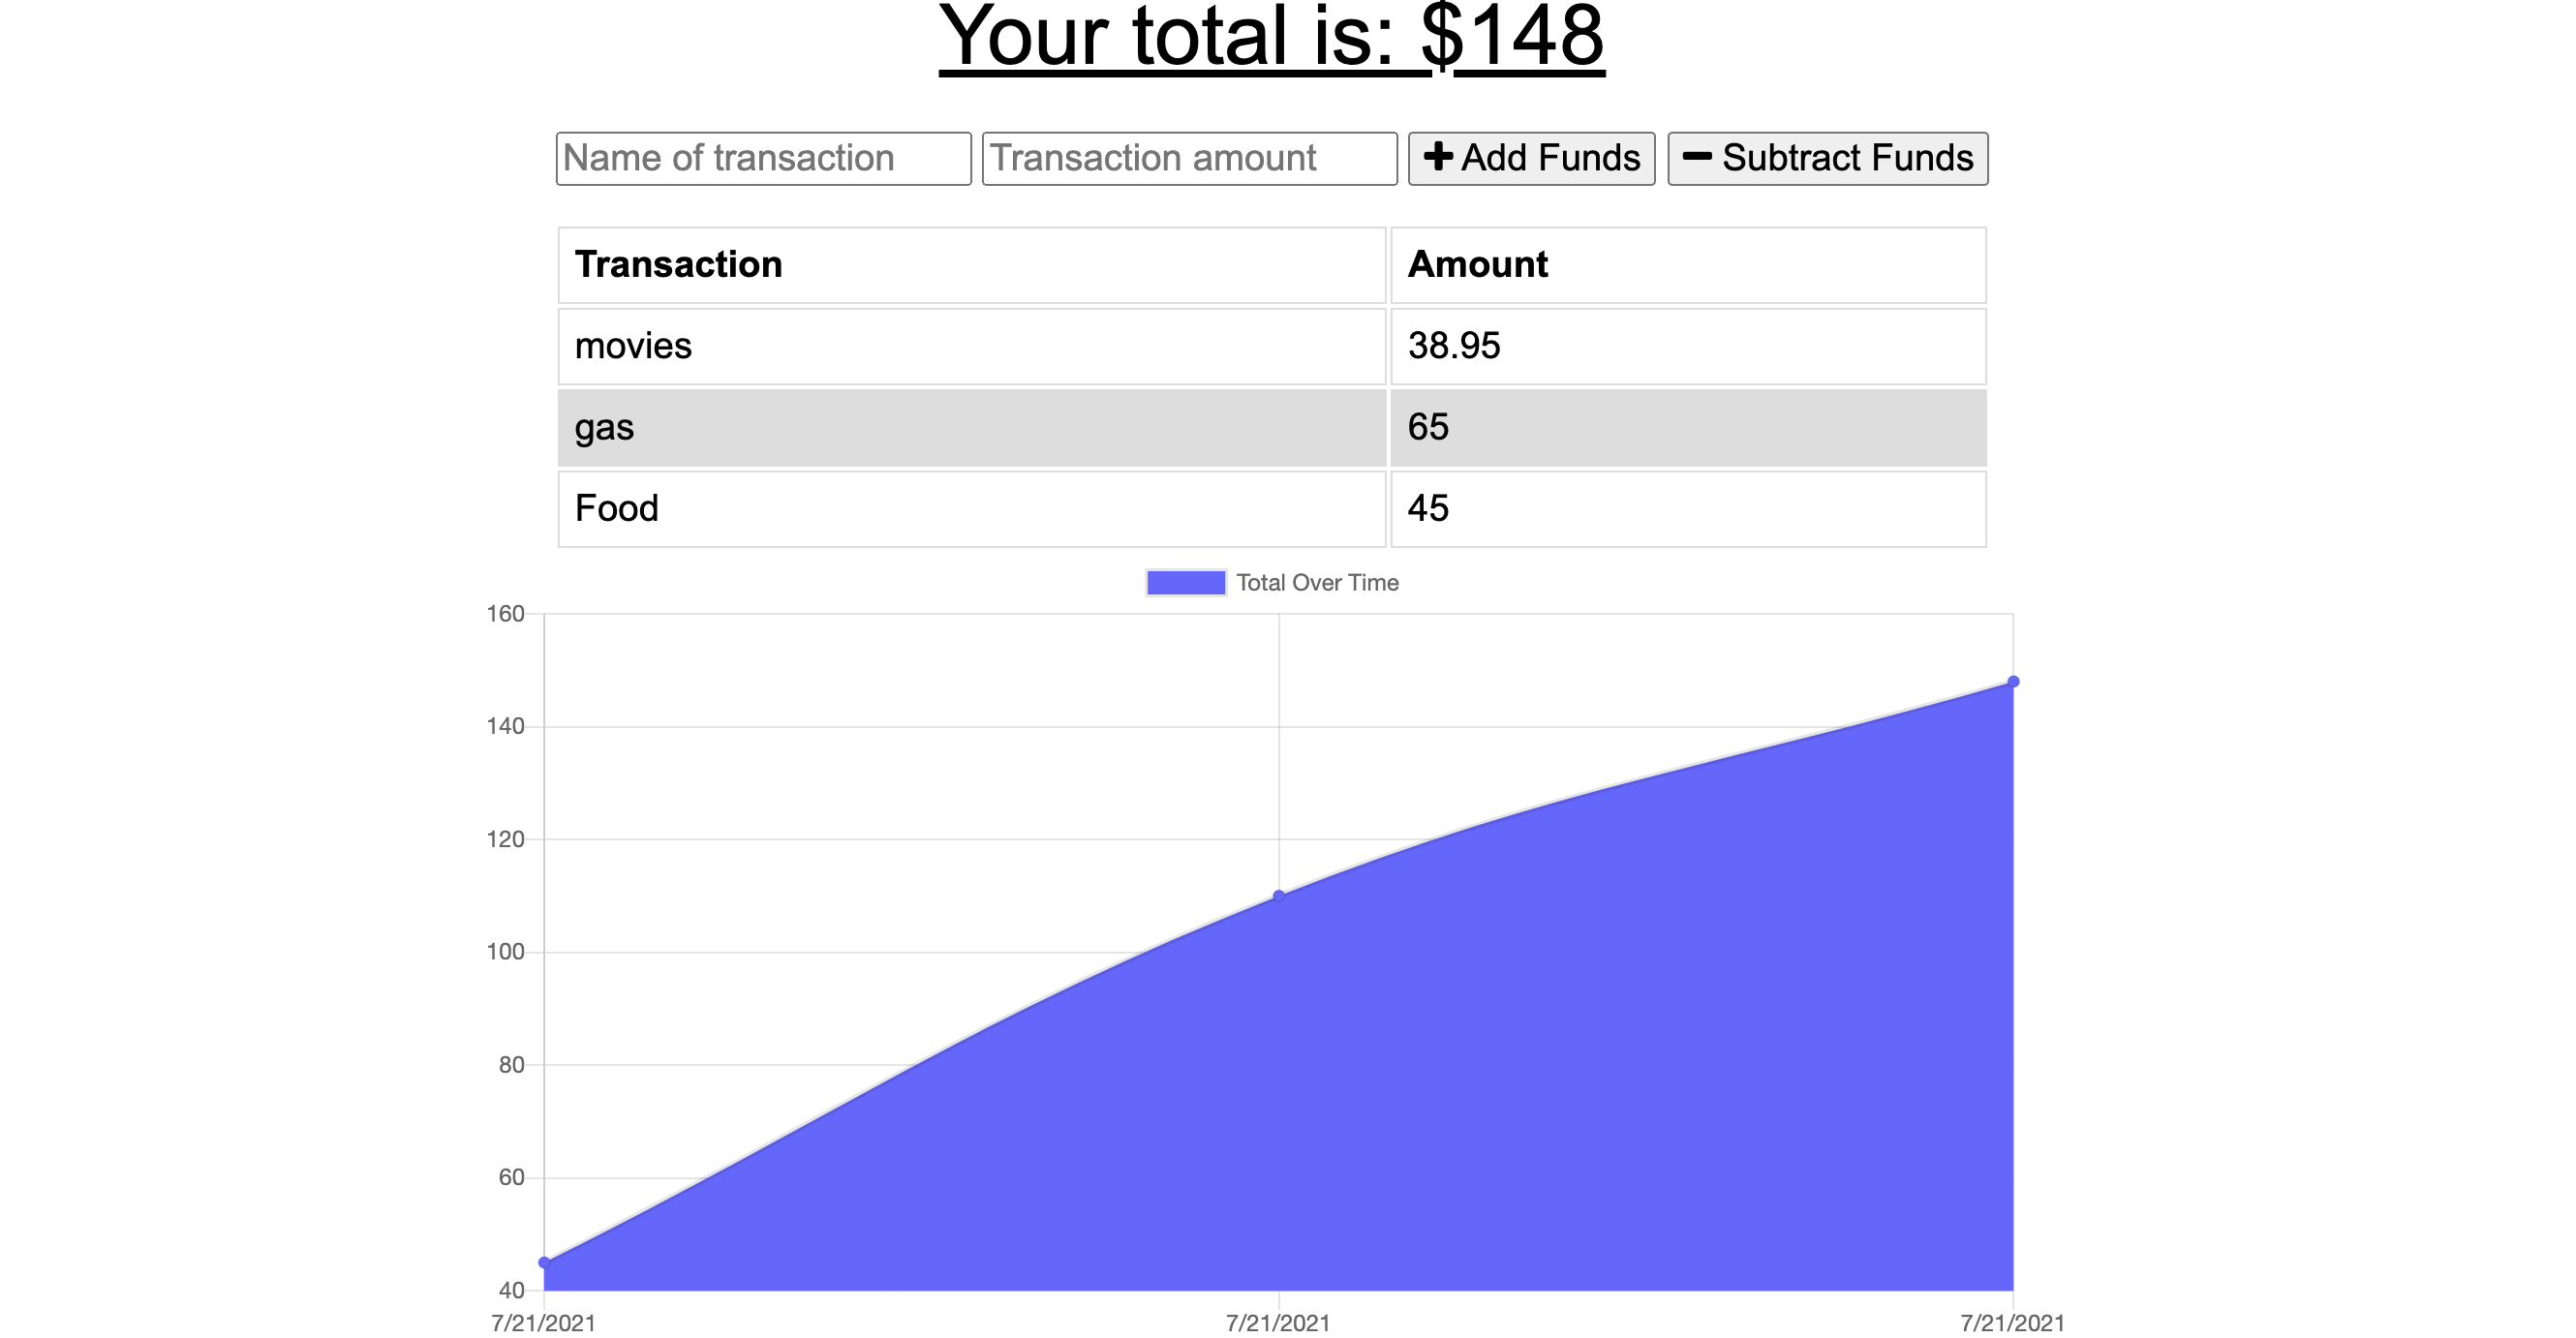 Your total is: $148
Name of transaction Transaction amount Add Funds Subtract Funds
Transaction Amount
movies 38.95
gas 65
Food 45
Total Over Time
160
140
120
100
80
60
40
7/21/2021 7/21/2021 7/21/2021